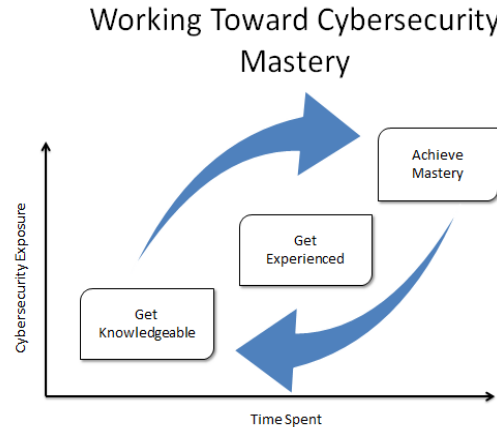 Working Toward Cybersecurity
Mastery
Achieve
Mastery
Get
Experienced
Get
Knowledgeable
Cybersecurity Exposure
Time Spent